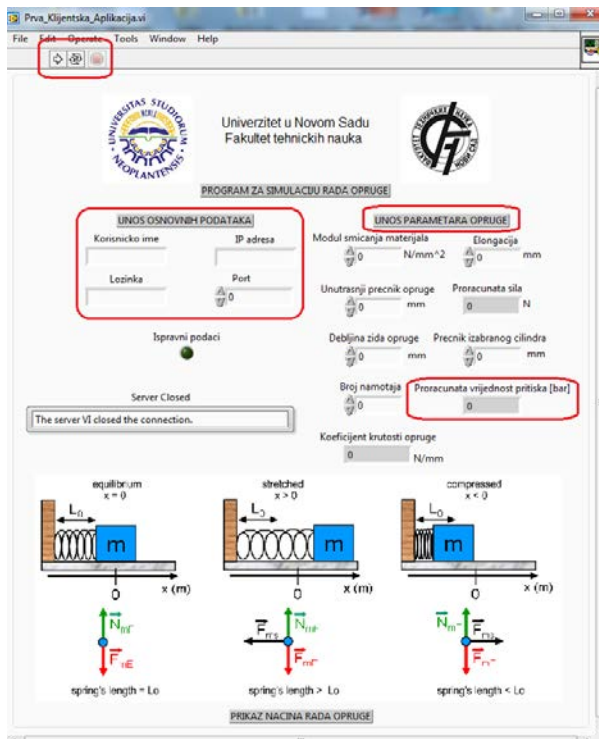 Prva_Klijentska_Aplikacija.vi
File Edit Operate Tools Window Help
UNIVERSITAS STUDIORUM
NEOPLANTENSIS
Univerzitet u Novom Sadu
Fakultet tehnickih nauka
PROGRAM ZA SIMULACIJU RADA OPRUGE
UNOS OSNOVNIH PODATAKA
Korisnicko ime
IP adresa
Lozinka
Port
0
Ispravni podaci
Server Closed
The server VI closed the connection.
UNOS PARAMETARA OPRUGE
Modul smicanja materijala
0 N/mm^2
Elongacija
0 mm
Unutrasnji precnik opruge
0 mm
Proracunata sila
0 N
Debljina zida opruge
0 mm
Precnik izabranog cilindra
0 mm
Broj namotaja
0
Proracunata vrijednost pritiska [bar]
0
Koeficijent krutosti opruge
0 N/mm
equilibrium
x = 0
L0
m
0 x (m)
spring's length = Lo
stretched
x > 0
L0
m
0 x (m)
spring's length > Lo
compressed
x < 0
L0
m
0 x (m)
spring's length < Lo
PRIKAZ NACINA RADA OPRUGE